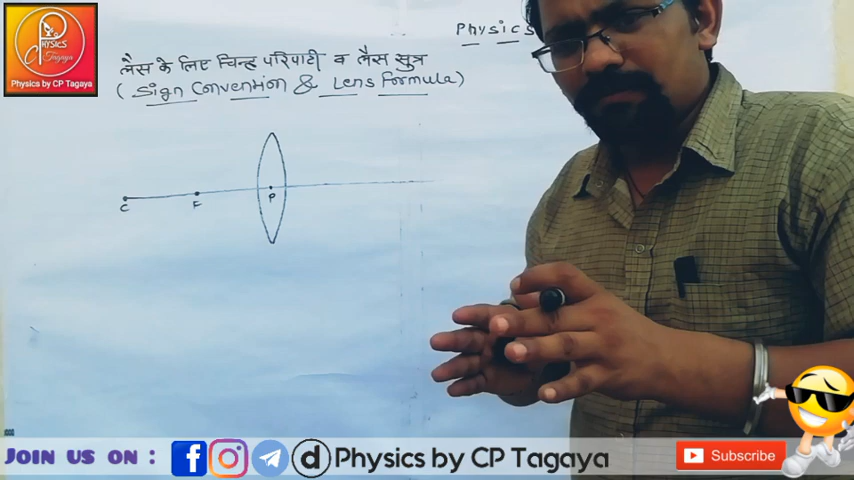 Physics
लैंस के लिए चिन्ह परिपाटी व लैंस सूत्र
(Sign Convention & Lens Formula)
C F P
PHYSICS
Tagaya
Physics by CP Tagaya
JOIN US ON : Physics by CP Tagaya
Subscribe